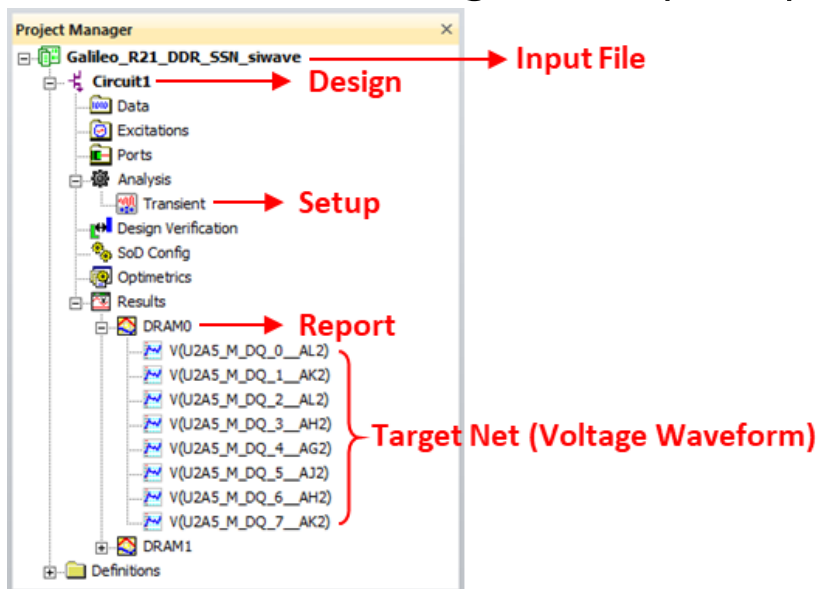 Project Manager
Galileo_R21_DDR_SSN_siwave
Input File
Circuit1
Design
Data
Excitations
Ports
Analysis
Transient
Setup
Design Verification
SoD Config
Optimetrics
Results
DRAM0
Report
V(U2A5_M_DQ_0__AL2)
V(U2A5_M_DQ_1__AK2)
V(U2A5_M_DQ_2__AL2)
V(U2A5_M_DQ_3__AH2)
V(U2A5_M_DQ_4__AG2)
Target Net (Voltage Waveform)
V(U2A5_M_DQ_5__AJ2)
V(U2A5_M_DQ_6__AH2)
V(U2A5_M_DQ_7__AK2)
DRAM1
Definitions